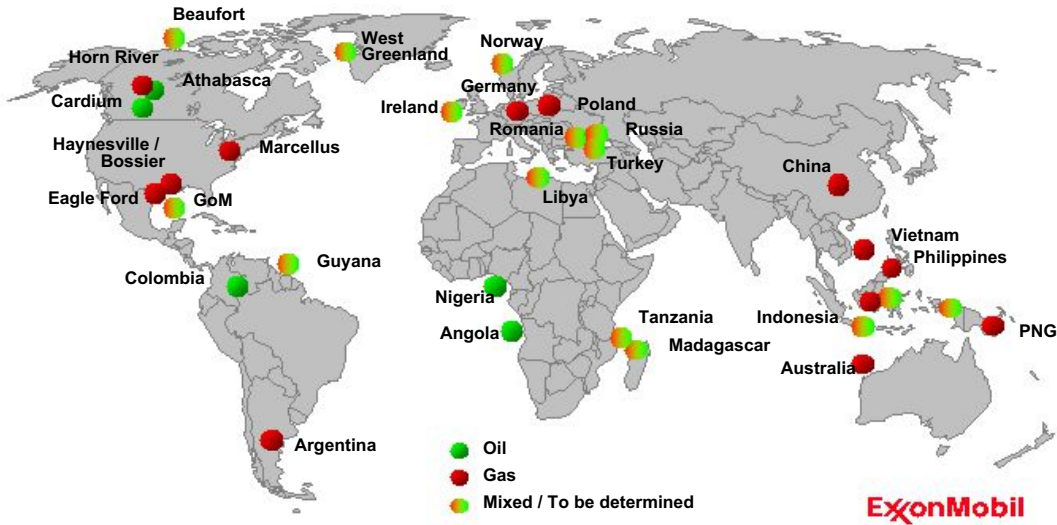 Beaufort
West
Greenland
Norway
Horn River
Athabasca
Germany
Cardium
Ireland
Poland
Haynesville /
Bossier
Marcellus
Romania
Russia
Turkey
China
Eagle Ford
GoM
Libya
Vietnam
Philippines
Guyana
Colombia
Nigeria
Tanzania
Indonesia
Angola
Madagascar
PNG
Australia
Argentina
Oil
Gas
Mixed / To be determined
ExxonMobil